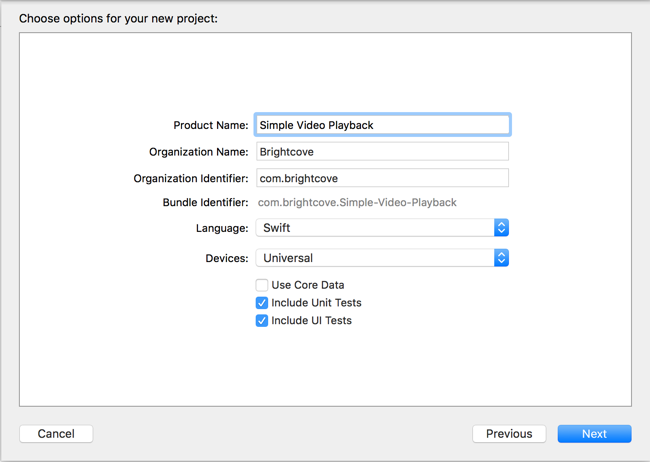 Choose options for your new project:
Product Name: Simple Video Playback
Organization Name: Brightcove
Organization Identifier: com.brightcove
Bundle Identifier: com.brightcove.Simple-Video-Playback
Language: Swift
Devices: Universal
Use Core Data
Include Unit Tests
Include UI Tests
Cancel Previous Next